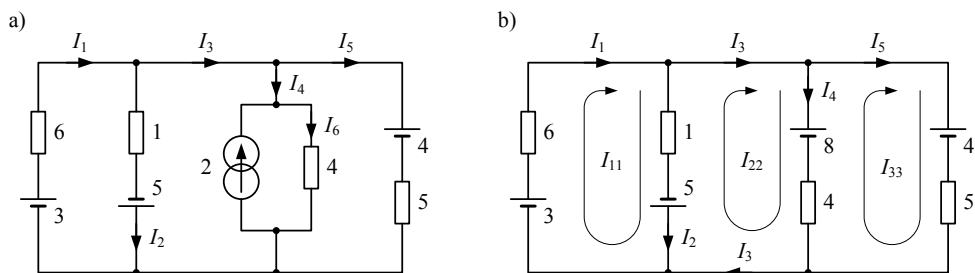 a)
I1 I3 I5
I4
I6
6 1 2 4 4
3 5 5
I2
b)
I1 I3 I5
I4
6 1 8 4
I11 I22 I33
3 5 4 5
I2 I3